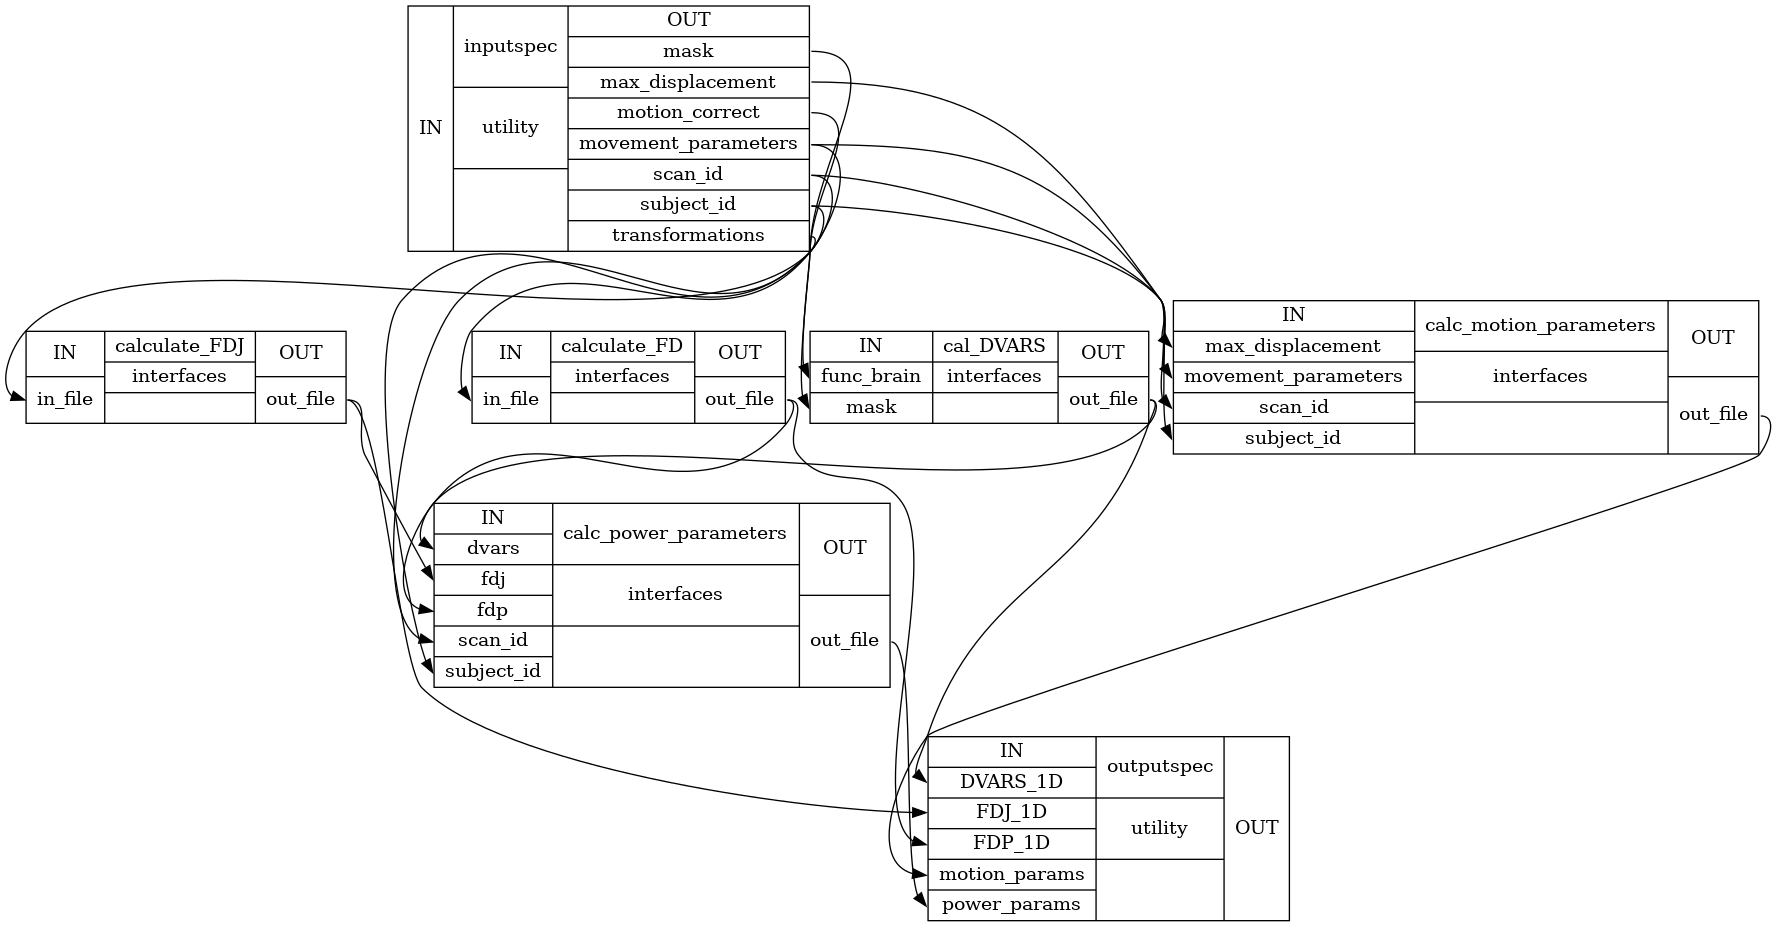 IN
inputspec
utility
OUT
mask
max_displacement
motion_correct
movement_parameters
scan_id
subject_id
transformations
IN
in_file
calculate_FDJ
interfaces
OUT
out_file
IN
in_file
calculate_FD
interfaces
OUT
out_file
IN
func_brain
mask
cal_DVARS
interfaces
OUT
out_file
IN
max_displacement
movement_parameters
scan_id
subject_id
calc_motion_parameters
interfaces
OUT
out_file
IN
dvars
fdj
fdp
scan_id
subject_id
calc_power_parameters
interfaces
OUT
out_file
IN
DVARS_1D
FDJ_1D
FDP_1D
motion_params
power_params
outputspec
utility
OUT